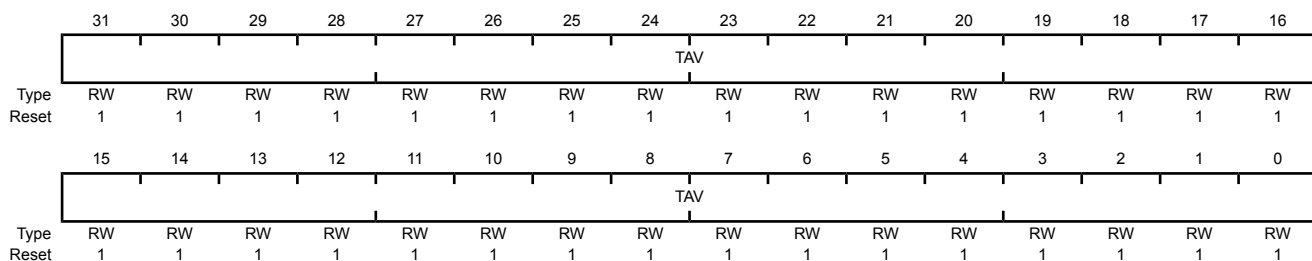 31 30 29 28 27 26 25 24 23 22 21 20 19 18 17 16
TAV
Type RW RW RW RW RW RW RW RW RW RW RW RW RW RW RW RW
Reset 1 1 1 1 1 1 1 1 1 1 1 1 1 1 1 1
15 14 13 12 11 10 9 8 7 6 5 4 3 2 1 0
TAV
Type RW RW RW RW RW RW RW RW RW RW RW RW RW RW RW RW
Reset 1 1 1 1 1 1 1 1 1 1 1 1 1 1 1 1